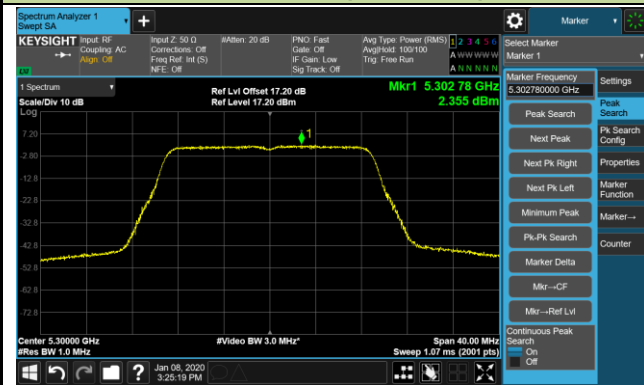 Spectrum Analyzer 1
Swept SA
Marker
KEYSIGHT
Input: RF
Coupling: AC
Align: Off
Input Z: 50 Ω
Corrections: Off
Freq Ref: Int (S)
NFE: Off
#Atten: 20 dB
PNO: Fast
Gate: Off
IF Gain: Low
Sig Track: Off
Avg Type: Power (RMS)
Avg|Hold: 100/100
Trig: Free Run
1 2 3 4 5 6
A W W W W W
A N N N N N
Select Marker
Marker 1
1 Spectrum
Scale/Div 10 dB
Log
Ref Lvl Offset 17.20 dB
Ref Level 17.20 dBm
Mkr1 5.302 78 GHz
2.355 dBm
7.20
-2.80
-12.8
-22.8
-32.8
-42.8
-52.8
-62.8
-72.8
1
Center 5.30000 GHz
#Res BW 1.0 MHz
#Video BW 3.0 MHz*
Span 40.00 MHz
Sweep 1.07 ms (2001 pts)
Marker Frequency
5.302780000 GHz
Peak Search
Next Peak
Next Pk Right
Next Pk Left
Minimum Peak
Pk-Pk Search
Marker Delta
Mkr→CF
Mkr→Ref Lvl
Continuous Peak
Search
On
Off
Settings
Peak
Search
Pk Search
Config
Properties
Marker
Function
Marker→
Counter
Jan 08, 2020
3:25:19 PM